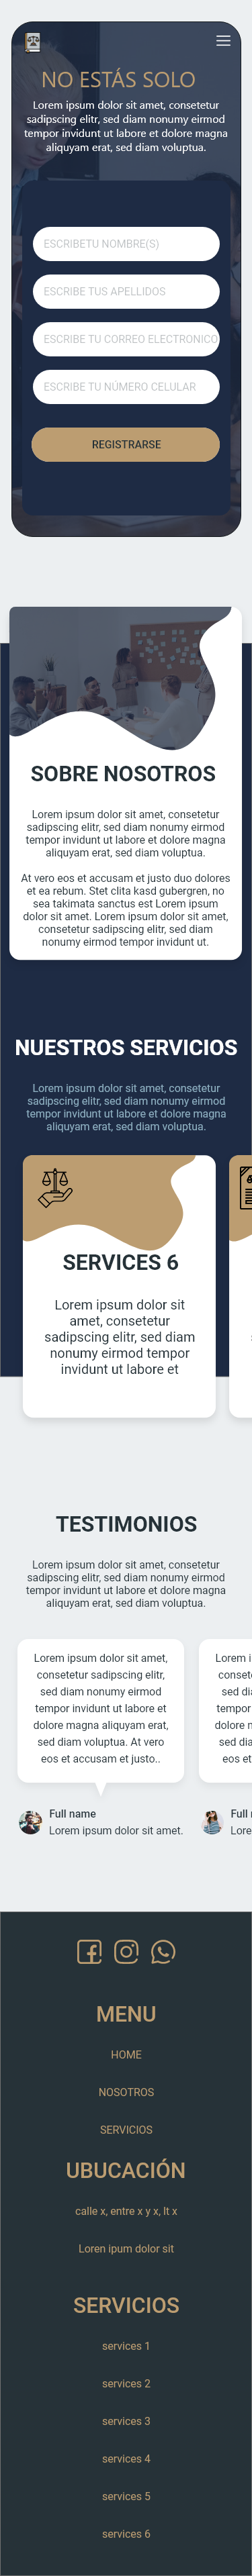 NO ESTÁS SOLO
Lorem ipsum dolor sit amet, consetetur
sadipscing elitr, sed diam nonumy eirmod
tempor invidunt ut labore et dolore magna
aliquyam erat, sed diam voluptua.
ESCRIBETU NOMBRE(S)
ESCRIBE TUS APELLIDOS
ESCRIBE TU CORREO ELECTRONICO
ESCRIBE TU NÚMERO CELULAR
REGISTRARSE
SOBRE NOSOTROS
Lorem ipsum dolor sit amet, consetetur
sadipscing elitr, sed diam nonumy eirmod
tempor invidunt ut labore et dolore magna
aliquyam erat, sed diam voluptua.
At vero eos et accusam et justo duo dolores
et ea rebum. Stet clita kasd gubergren, no
sea takimata sanctus est Lorem ipsum
dolor sit amet. Lorem ipsum dolor sit amet,
consetetur sadipscing elitr, sed diam
nonumy eirmod tempor invidunt ut.
NUESTROS SERVICIOS
Lorem ipsum dolor sit amet, consetetur
sadipscing elitr, sed diam nonumy eirmod
tempor invidunt ut labore et dolore magna
aliquyam erat, sed diam voluptua.
SERVICES 6
Lorem ipsum dolor sit
amet, consetetur
sadipscing elitr, sed diam
nonumy eirmod tempor
invidunt ut labore et
TESTIMONIOS
Lorem ipsum dolor sit amet, consetetur
sadipscing elitr, sed diam nonumy eirmod
tempor invidunt ut labore et dolore magna
aliquyam erat, sed diam voluptua.
Lorem ipsum dolor sit amet,
consetetur sadipscing elitr,
sed diam nonumy eirmod
tempor invidunt ut labore et
dolore magna aliquyam erat,
sed diam voluptua. At vero
eos et accusam et justo..
Full name
Lorem ipsum dolor sit amet.
MENU
HOME
NOSOTROS
SERVICIOS
UBUCACIÓN
calle x, entre x y x, lt x
Loren ipum dolor sit
SERVICIOS
services 1
services 2
services 3
services 4
services 5
services 6